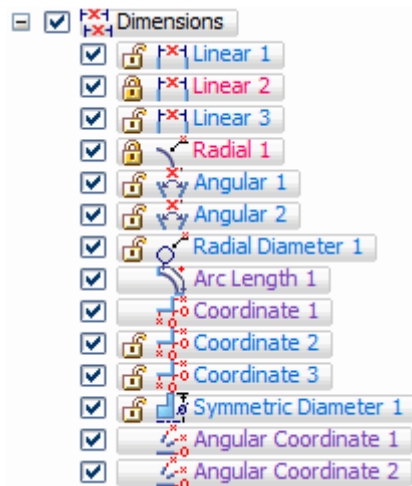 Dimensions
Linear 1
Linear 2
Linear 3
Radial 1
Angular 1
Angular 2
Radial Diameter 1
Arc Length 1
Coordinate 1
Coordinate 2
Coordinate 3
Symmetric Diameter 1
Angular Coordinate 1
Angular Coordinate 2